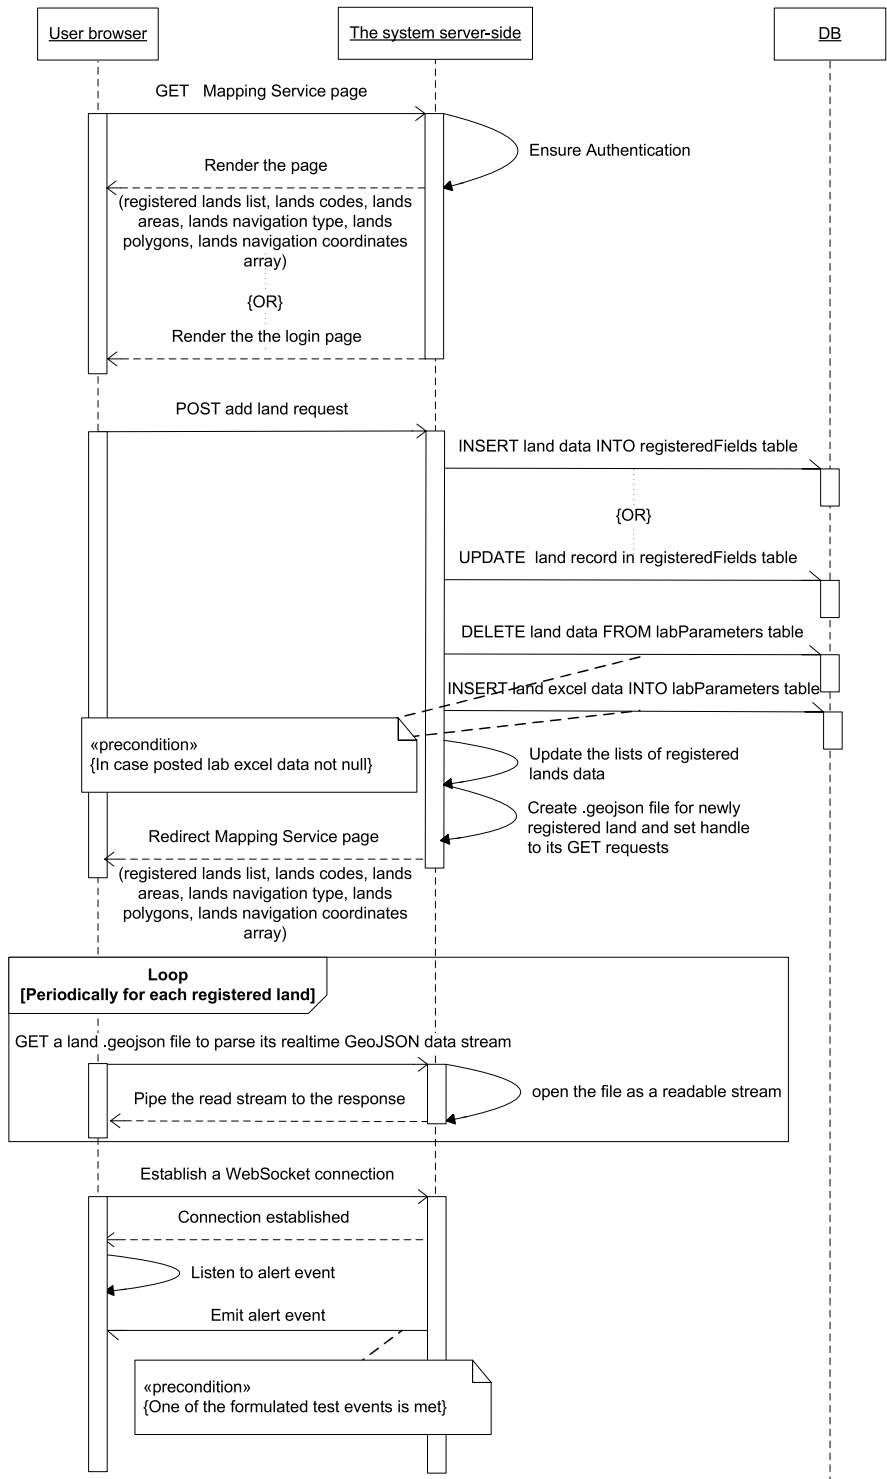 User browser
The system server-side
DB
GET   Mapping Service page
Ensure Authentication
Render the page
(registered lands list, lands codes, lands
areas, lands navigation type, lands
polygons, lands navigation coordinates
array)
{OR}
Render the the login page
POST add land request
INSERT land data INTO registeredFields table
{OR}
UPDATE  land record in registeredFields table
DELETE land data FROM labParameters table
INSERT land excel data INTO labParameters table
«precondition»
{In case posted lab excel data not null}
Update the lists of registered
lands data
Create .geojson file for newly
registered land and set handle
to its GET requests
Redirect Mapping Service page
(registered lands list, lands codes, lands
areas, lands navigation type, lands
polygons, lands navigation coordinates
array)
Loop
[Periodically for each registered land]
GET a land .geojson file to parse its realtime GeoJSON data stream
open the file as a readable stream
Pipe the read stream to the response
Establish a WebSocket connection
Connection established
Listen to alert event
Emit alert event
«precondition»
{One of the formulated test events is met}